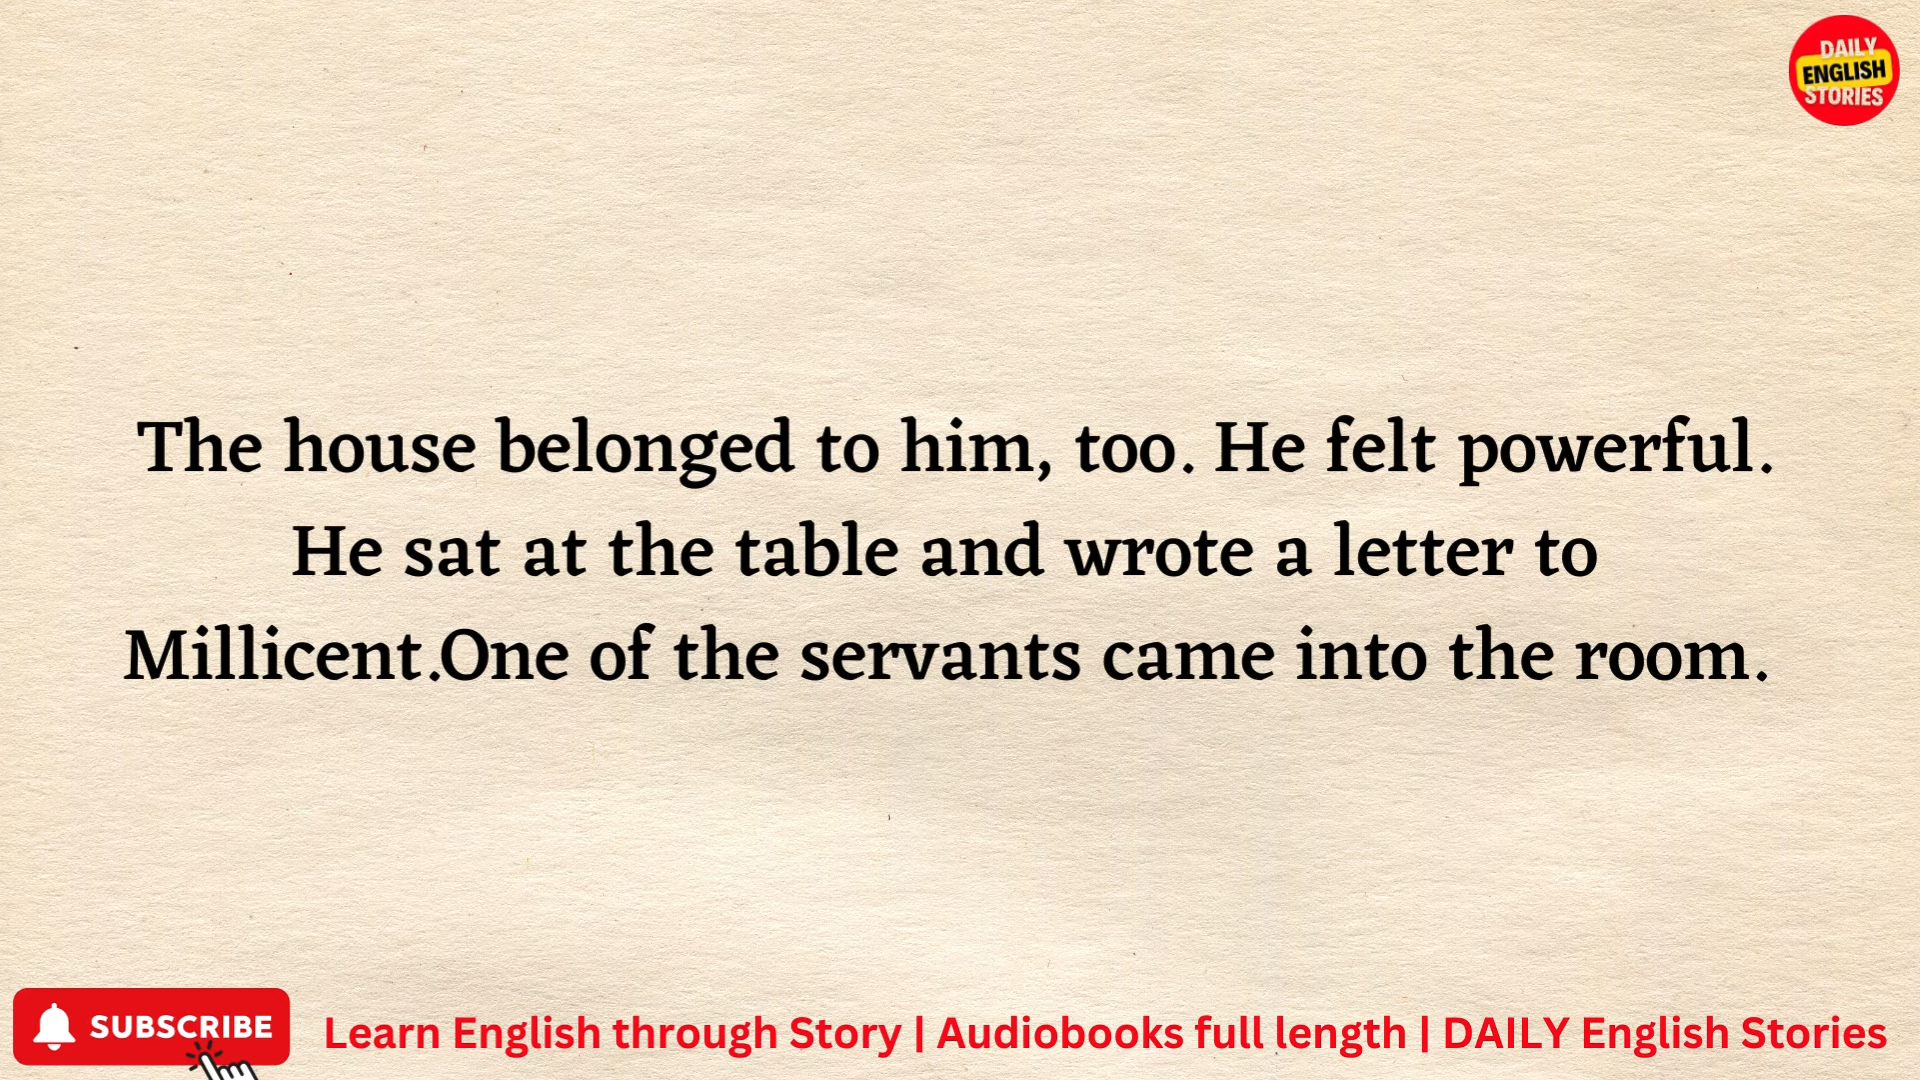 DAILY
ENGLISH
STORIES
The house belonged to him, too. He felt powerful.
He sat at the table and wrote a letter to
Millicent.One of the servants came into the room.
SUBSCRIBE
Learn English through Story | Audiobooks full length | DAILY English Stories